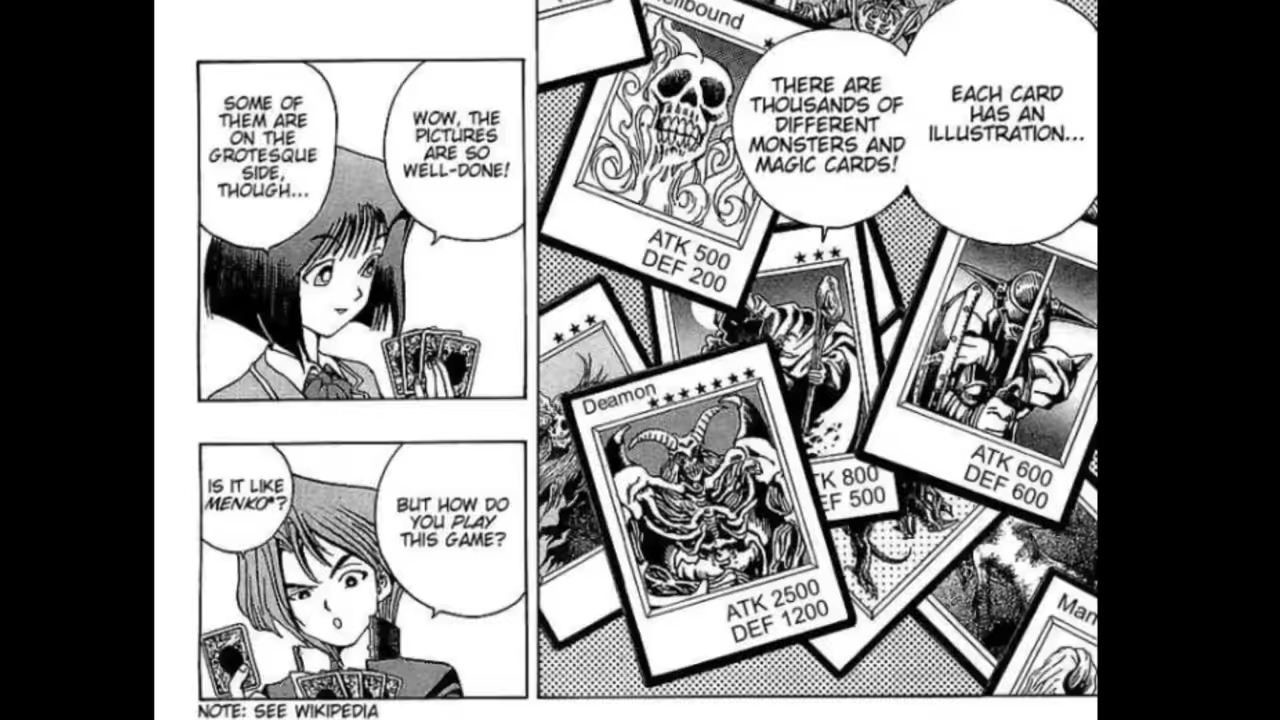 EACH CARD
HAS AN
ILLUSTRATION...
THERE ARE
THOUSANDS OF
DIFFERENT
MONSTERS AND
MAGIC CARDS!
ATK 500
DEF 200
ATK 600
DEF 600
800
500
Deamon
ATK 2500
DEF 1200
WOW, THE
PICTURES
ARE SO
WELL-DONE!
SOME OF
THEM ARE
ON THE
GROTESQUE
SIDE,
THOUGH...
BUT HOW DO
YOU PLAY
THIS GAME?
IS IT LIKE
MENKO*?
NOTE: SEE WIKIPEDIA